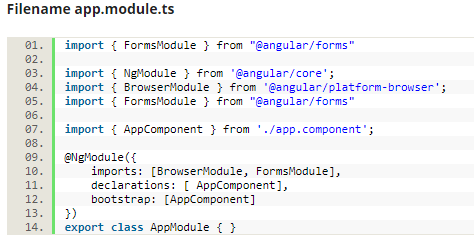 Filename app.module.ts
01. import { FormsModule } from "@angular/forms"
02.
03. import { NgModule } from '@angular/core';
04. import { BrowserModule } from '@angular/platform-browser';
05. import { FormsModule } from "@angular/forms"
06.
07. import { AppComponent } from './app.component';
08.
09. @NgModule({
10. imports: [BrowserModule, FormsModule],
11. declarations: [ AppComponent],
12. bootstrap: [AppComponent]
13. })
14. export class AppModule { }